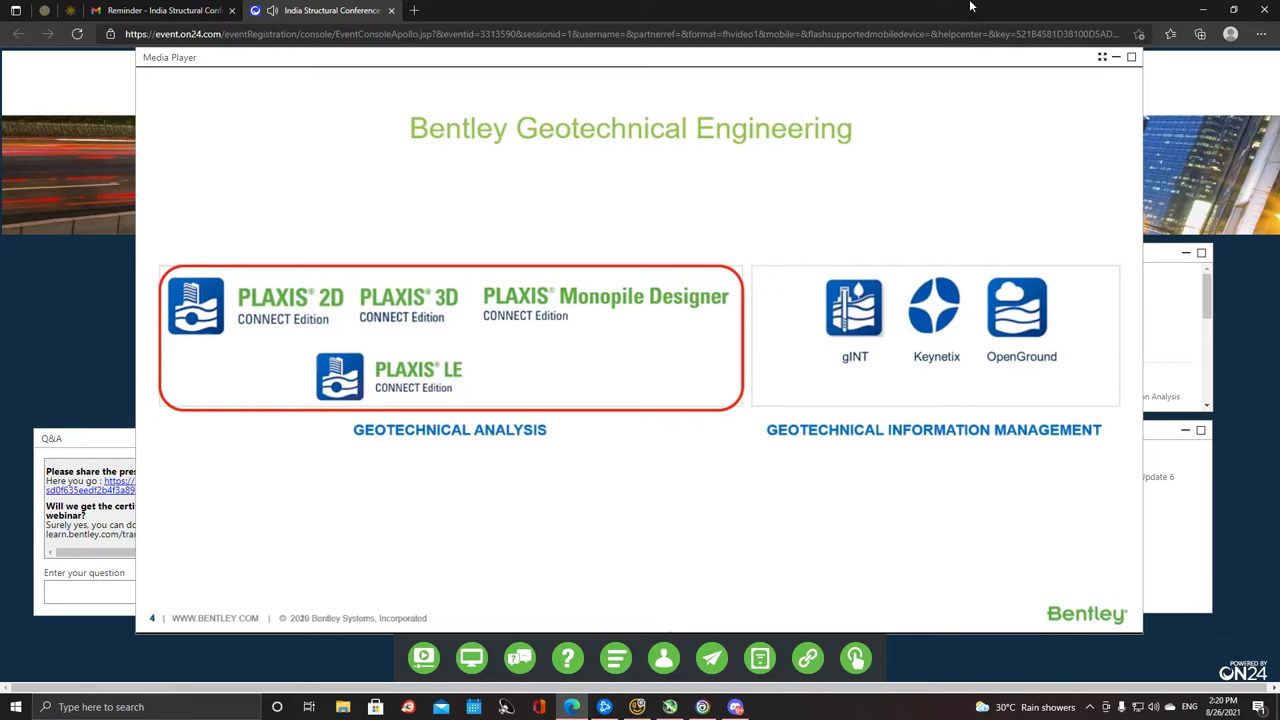 Reminder - India Structural Conf
India Structural Conference
https://event.on24.com/eventRegistration/console/EventConsoleApollo.jsp?&eventid=3313590&sessionid=1&username=&partnerref=&format=fhvideo1&mobile=&flashsupportedmobiledevice=&helpcenter=&key=521B4581D38100D5AD...
Media Player
Bentley Geotechnical Engineering
PLAXIS® 2D CONNECT Edition
PLAXIS® 3D CONNECT Edition
PLAXIS® Monopile Designer CONNECT Edition
PLAXIS® LE CONNECT Edition
gINT
Keynetix
OpenGround
GEOTECHNICAL ANALYSIS
GEOTECHNICAL INFORMATION MANAGEMENT
n Analysis
Update 6
Q&A
Please share the pres
Here you go : https://
sd0f635eedf2b4f3a89
Will we get the certi
webinar?
Surely yes, you can do
learn.bentley.com/tra
Enter your question
4 | WWW.BENTLEY.COM | © Bentley Systems, Incorporated
Bentley®
POWERED BY
ON24
Type here to search
30°C Rain showers
2:20 PM
8/26/2021